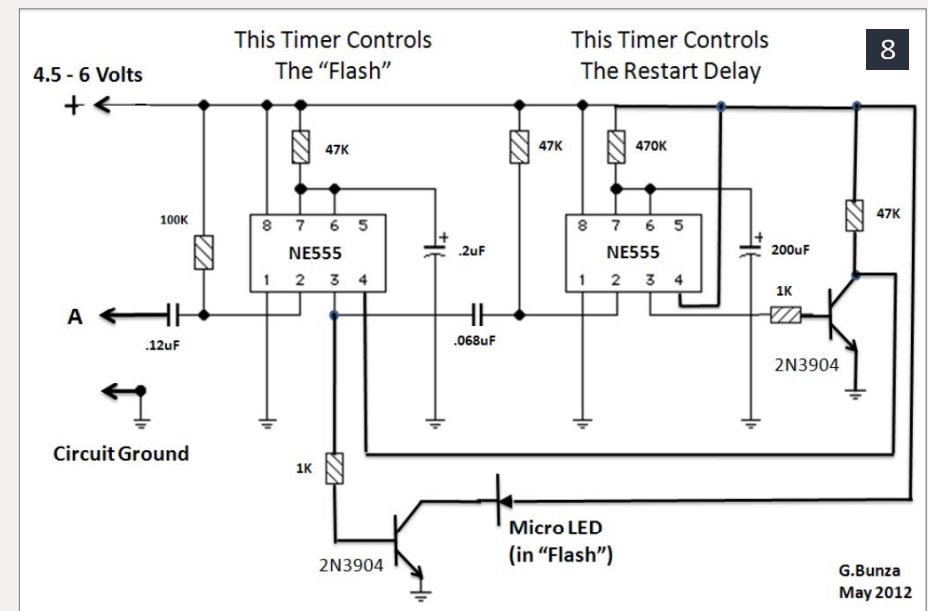 This Timer Controls
The "Flash"
This Timer Controls
The Restart Delay
8
4.5 - 6 Volts
+
47K
47K
470K
100K
47K
8 7 6 5
NE555
1 2 3 4
+
.2uF
8 7 6 5
NE555
1 2 3 4
+
200uF
1K
A
.12uF
.068uF
2N3904
Circuit Ground
1K
Micro LED
(in "Flash")
2N3904
G.Bunza
May 2012